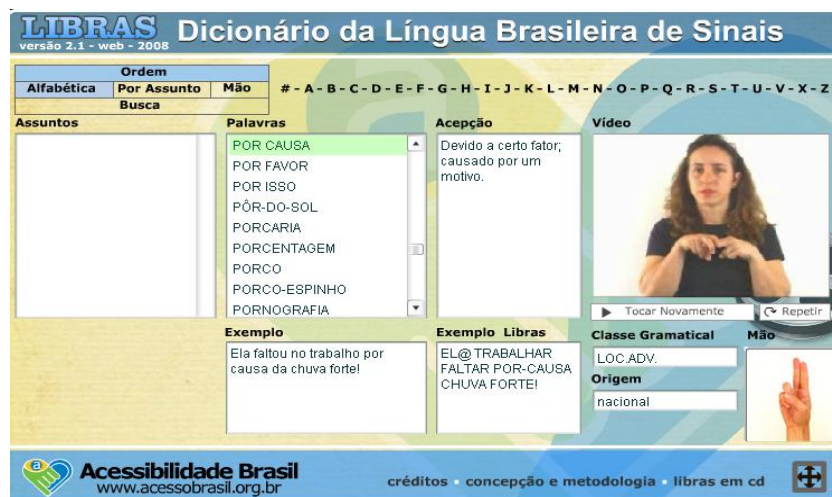 LIBRAS Dicionário da Língua Brasileira de Sinais
versão 2.1 - web - 2008
Ordem
Alfabética Por Assunto Mão
Busca
# - A - B - C - D - E - F - G - H - I - J - K - L - M - N - O - P - Q - R - S - T - U - V - X - Z
Assuntos
Palavras
POR CAUSA
POR FAVOR
POR ISSO
PÔR-DO-SOL
PORCARIA
PORCENTAGEM
PORCO
PORCO-ESPINHO
PORNOGRAFIA
Acepção
Devido a certo fator;
causado por um
motivo.
Vídeo
Tocar Novamente
Repetir
Exemplo
Ela faltou no trabalho por
causa da chuva forte!
Exemplo Libras
EL@ TRABALHAR
FALTAR POR-CAUSA
CHUVA FORTE!
Classe Gramatical
LOC.ADV.
Origem
nacional
Mão
a
Acessibilidade Brasil
www.acessobrasil.org.br
créditos - concepção e metodologia - libras em cd